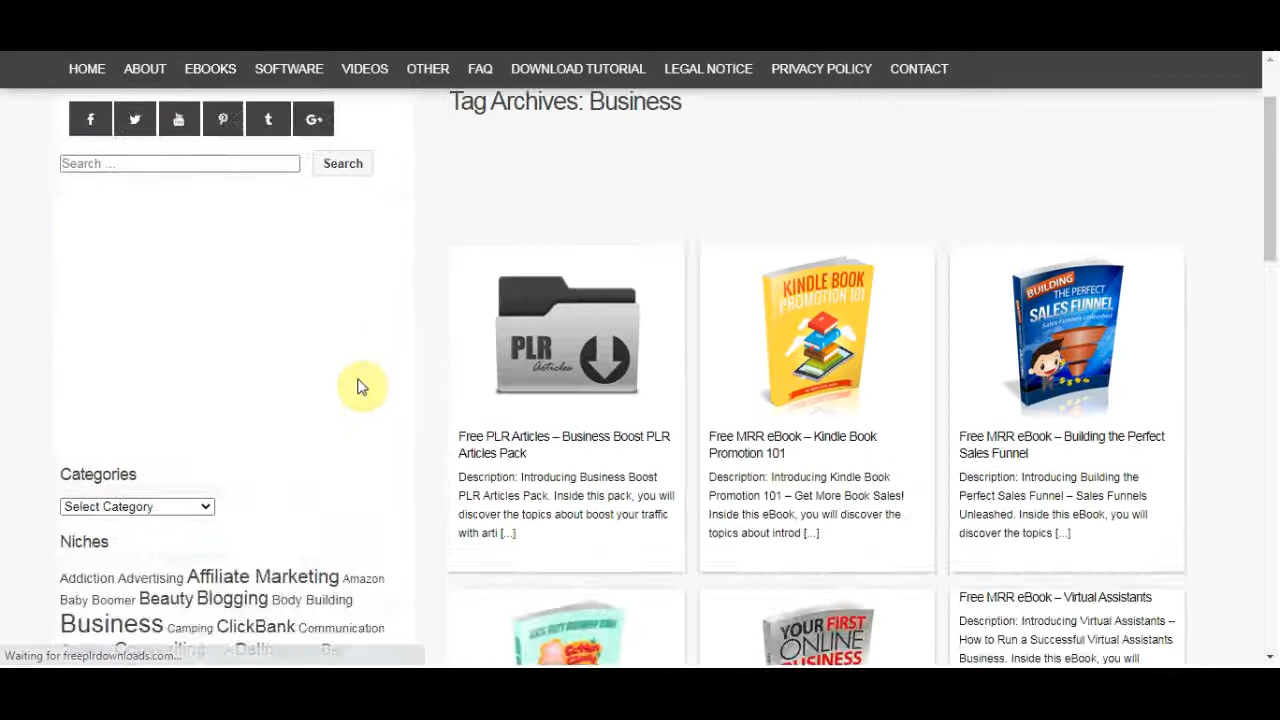 HOME ABOUT EBOOKS SOFTWARE VIDEOS OTHER FAQ DOWNLOAD TUTORIAL LEGAL NOTICE PRIVACY POLICY CONTACT
Tag Archives: Business
Search ...
Search
PLR
Articles
KINDLE BOOK
PROMOTION 101
BUILDING
THE PERFECT
SALES FUNNEL
Sales Funnels Unleashed
Free PLR Articles – Business Boost PLR
Articles Pack
Description: Introducing Business Boost
PLR Articles Pack. Inside this pack, you will
discover the topics about boost your traffic
with arti [...]
Free MRR eBook – Kindle Book
Promotion 101
Description: Introducing Kindle Book
Promotion 101 – Get More Book Sales!
Inside this eBook, you will discover the
topics about introd [...]
Free MRR eBook – Building the Perfect
Sales Funnel
Description: Introducing Building the
Perfect Sales Funnel – Sales Funnels
Unleashed. Inside this eBook, you will
discover the topics [...]
Categories
Select Category
Niches
Addiction Advertising Affiliate Marketing Amazon
Baby Boomer Beauty Blogging Body Building
Business Camping ClickBank Communication
Waiting for freeplrdownloads.com...
YOUR FIRST
ONLINE
BUSINESS
Free MRR eBook – Virtual Assistants
Description: Introducing Virtual Assistants –
How to Run a Successful Virtual Assistants
Business. Inside this eBook, you will